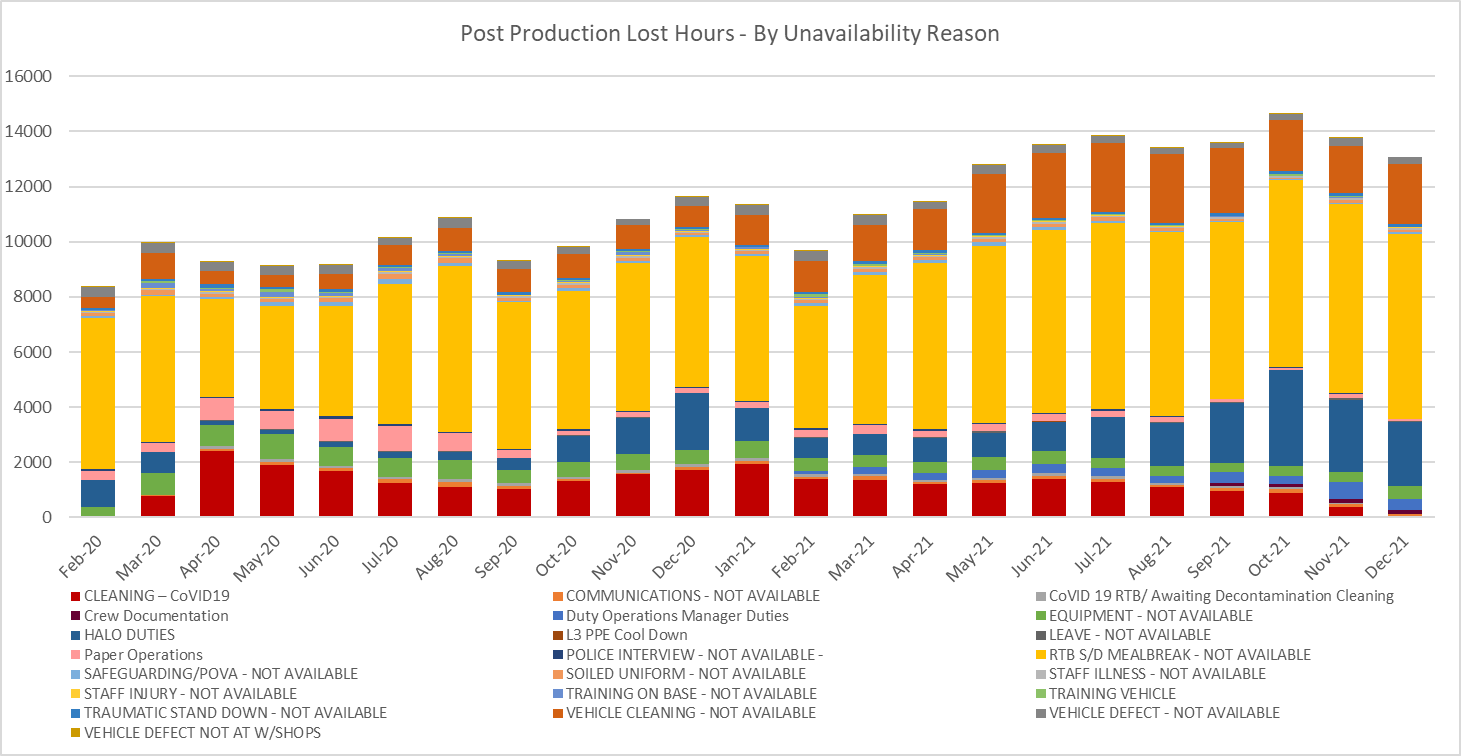 Post Production Lost Hours - By Unavailability Reason
16000
14000
12000
10000
8000
6000
4000
2000
0
Feb-20 Mar-20 Apr-20 May-20 Jun-20 Jul-20 Aug-20 Sep-20 Oct-20 Nov-20 Dec-20 Jan-21 Feb-21 Mar-21 Apr-21 May-21 Jun-21 Jul-21 Aug-21 Sep-21 Oct-21 Nov-21 Dec-21
CLEANING – CoVID19 COMMUNICATIONS - NOT AVAILABLE CoVID 19 RTB/ Awaiting Decontamination Cleaning
Crew Documentation Duty Operations Manager Duties EQUIPMENT - NOT AVAILABLE
HALO DUTIES L3 PPE Cool Down LEAVE - NOT AVAILABLE
Paper Operations POLICE INTERVIEW - NOT AVAILABLE - RTB S/D MEALBREAK - NOT AVAILABLE
SAFEGUARDING/POVA - NOT AVAILABLE SOILED UNIFORM - NOT AVAILABLE STAFF ILLNESS - NOT AVAILABLE
STAFF INJURY - NOT AVAILABLE TRAINING ON BASE - NOT AVAILABLE TRAINING VEHICLE
TRAUMATIC STAND DOWN - NOT AVAILABLE VEHICLE CLEANING - NOT AVAILABLE VEHICLE DEFECT - NOT AVAILABLE
VEHICLE DEFECT NOT AT W/SHOPS